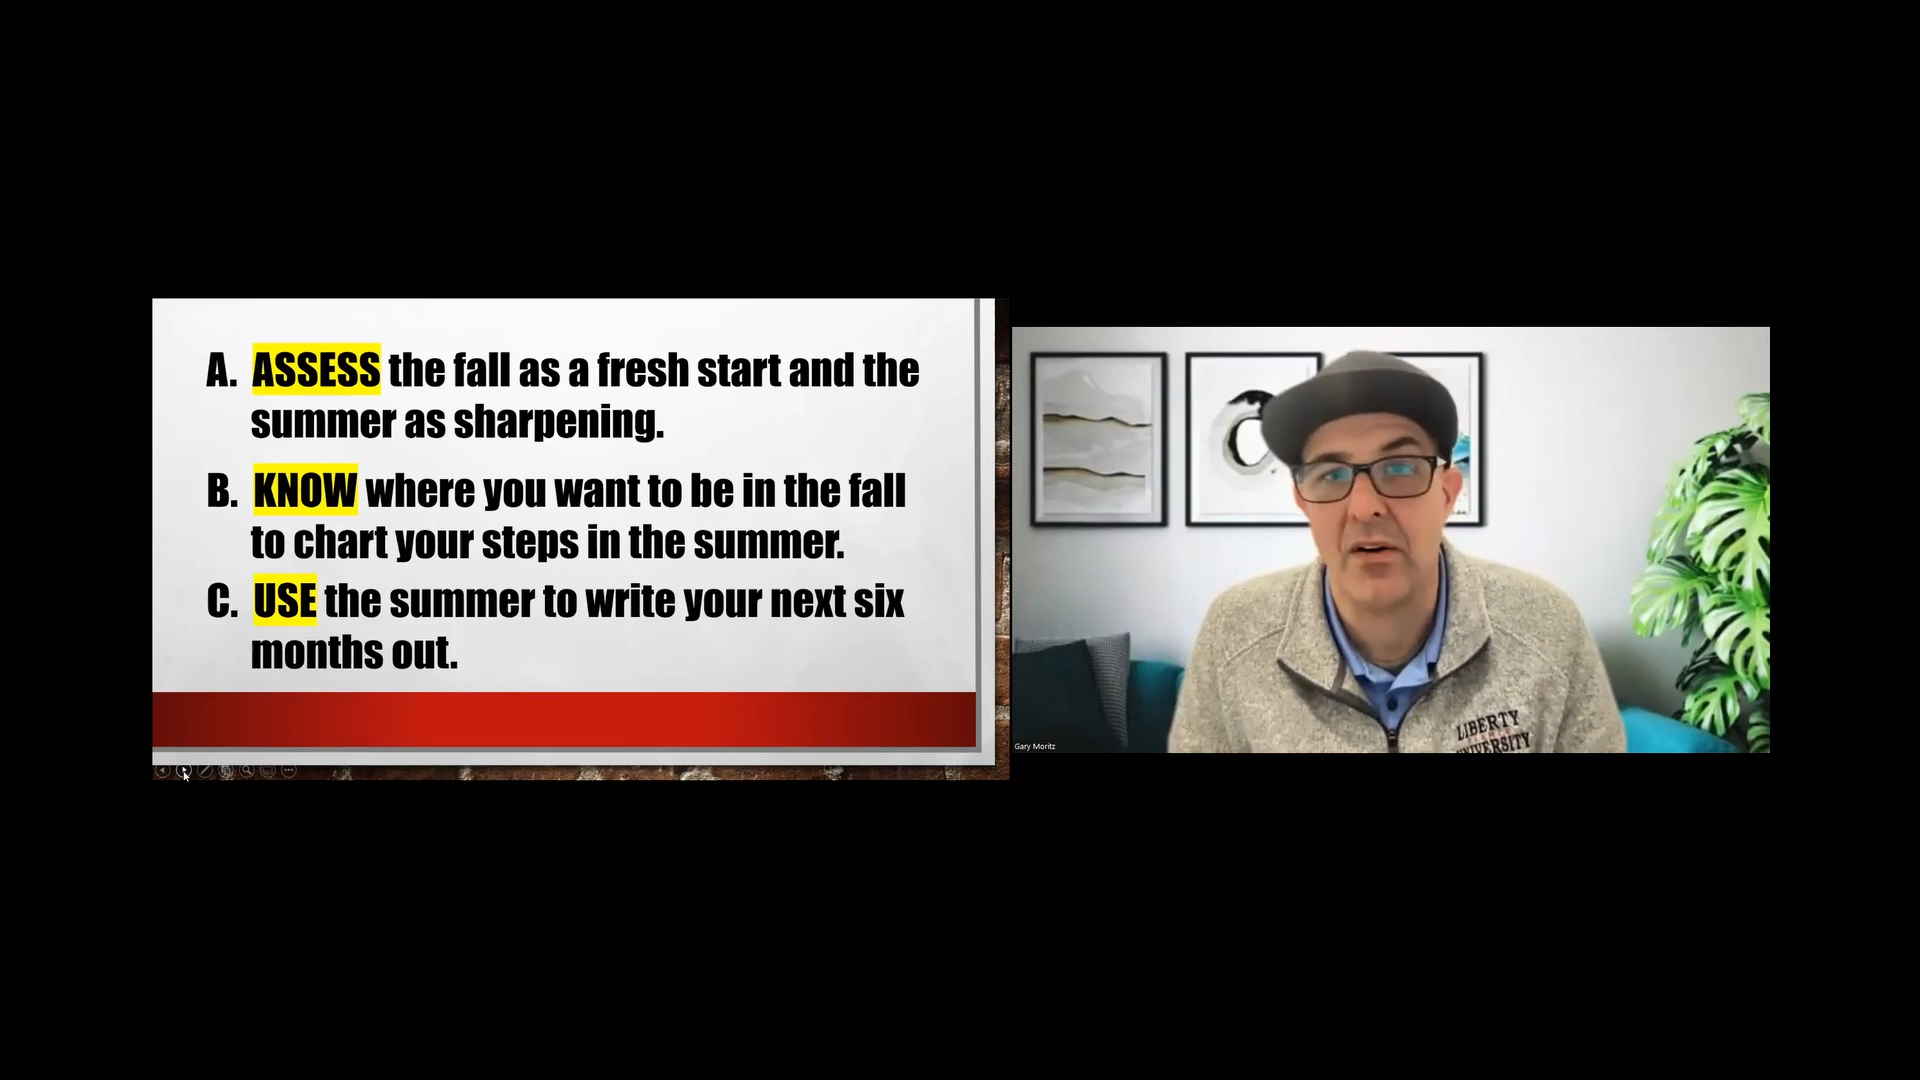 A. ASSESS the fall as a fresh start and the
summer as sharpening.
B. KNOW where you want to be in the fall
to chart your steps in the summer.
C. USE the summer to write your next six
months out.
Gary Moritz
LIBERTY
UNIVERSITY